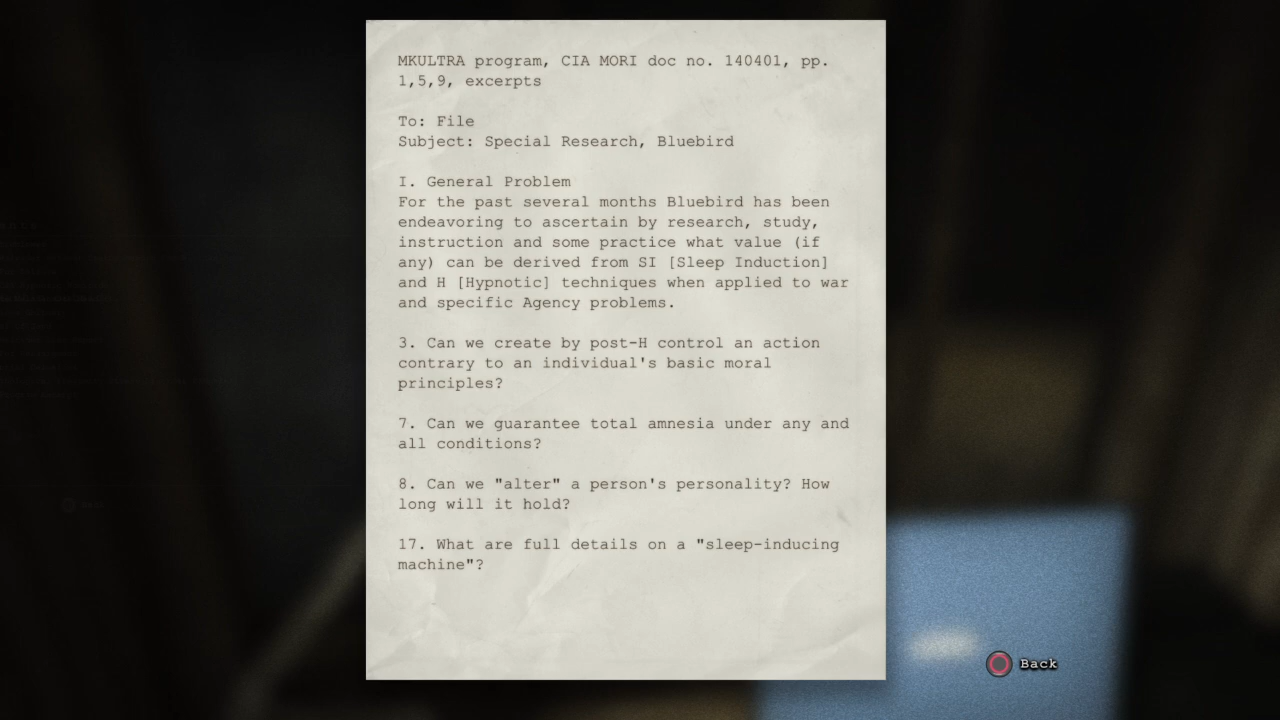 MKULTRA program, CIA MORI doc no. 140401, pp.
1,5,9, excerpts
To: File
Subject: Special Research, Bluebird
I. General Problem
For the past several months Bluebird has been
endeavoring to ascertain by research, study,
instruction and some practice what value (if
any) can be derived from SI [Sleep Induction]
and H [Hypnotic] techniques when applied to war
and specific Agency problems.
3. Can we create by post-H control an action
contrary to an individual's basic moral
principles?
7. Can we guarantee total amnesia under any and
all conditions?
8. Can we "alter" a person's personality? How
long will it hold?
17. What are full details on a "sleep-inducing
machine"?
Back